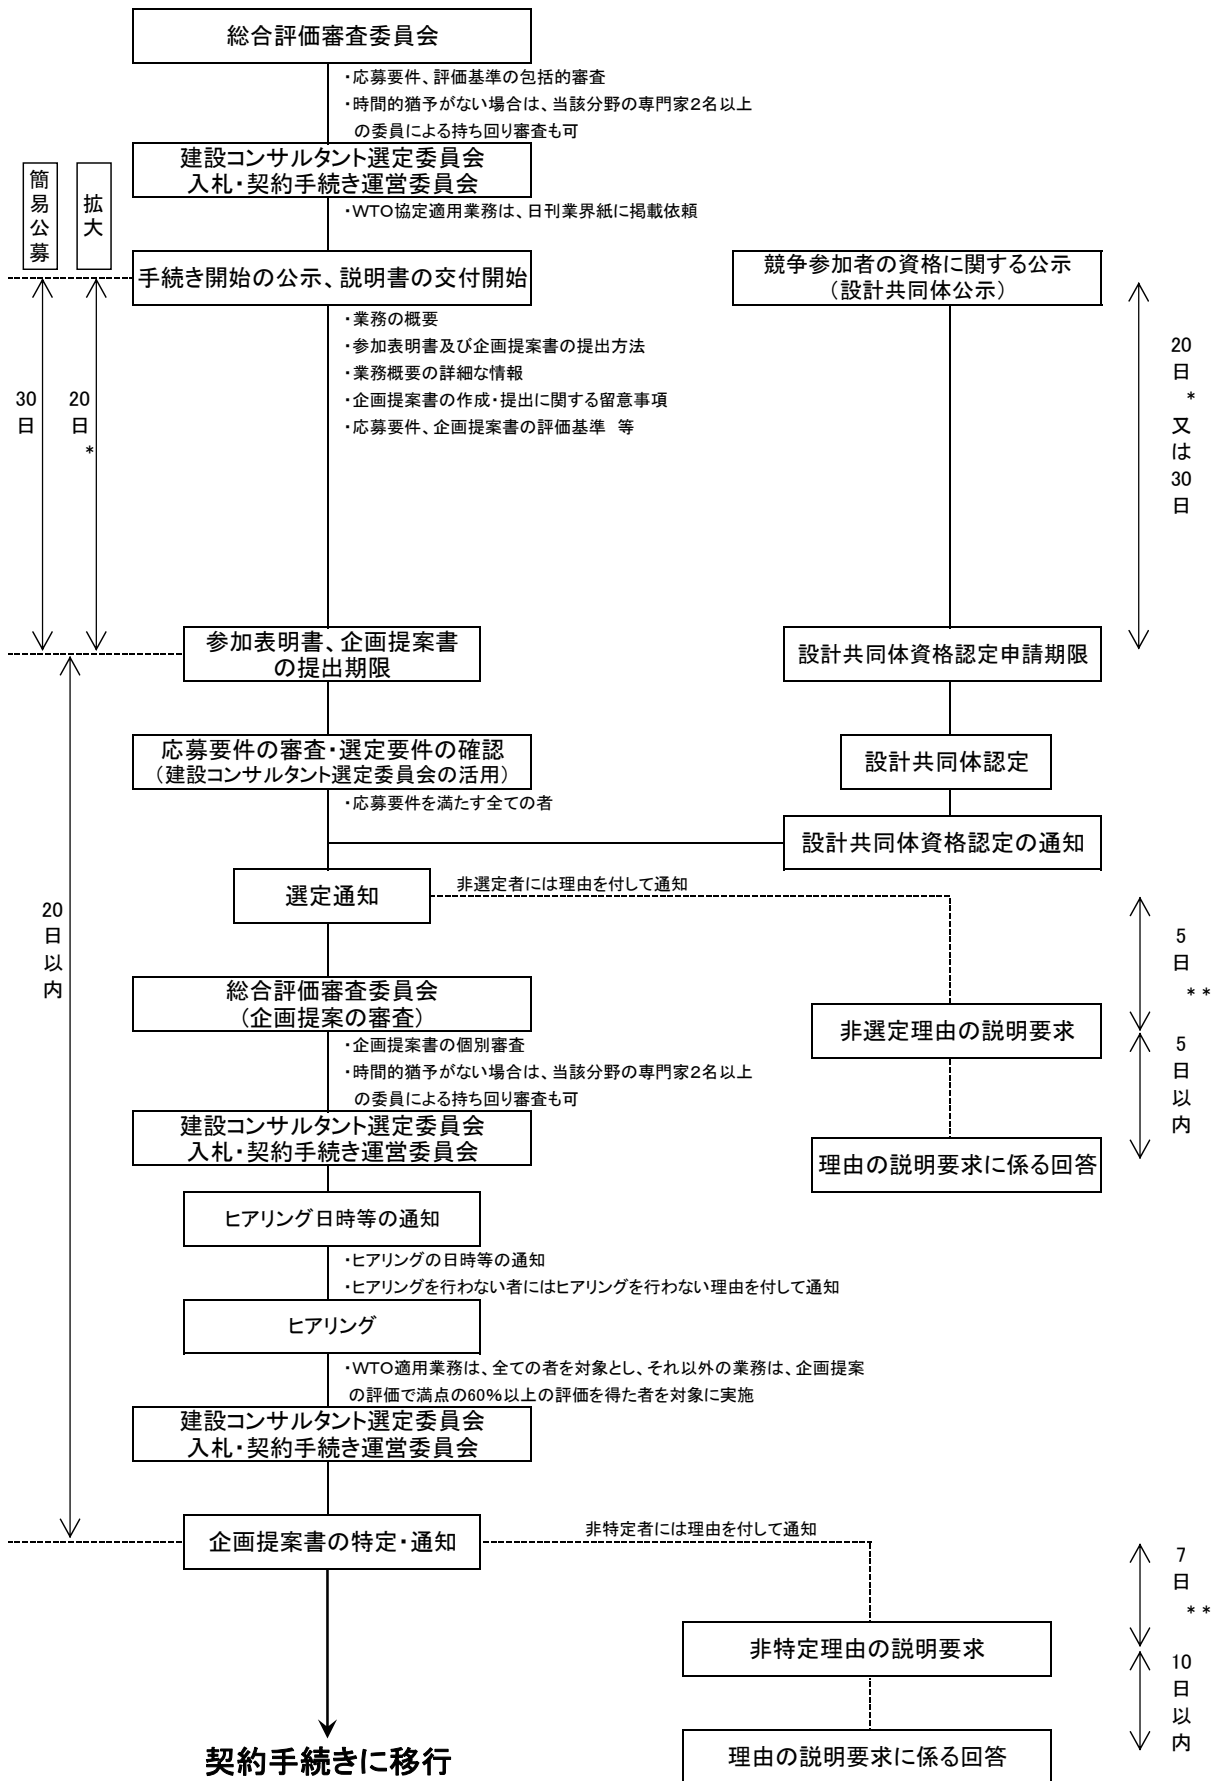 総合評価審査委員会
・応募要件、評価基準の包括的審査
・時間的猶予がない場合は、当該分野の専門家２名以上
の委員による持ち回り審査も可
建設コンサルタント選定委員会
入札・契約手続き運営委員会
・ＷＴＯ協定適用業務は、日刊業界紙に掲載依頼
簡易公募
拡大
手続き開始の公示、説明書の交付開始
競争参加者の資格に関する公示
（設計共同体公示）
・業務の概要
・参加表明書及び企画提案書の提出方法
・業務概要の詳細な情報
・企画提案書の作成・提出に関する留意事項
・応募要件、企画提案書の評価基準　等
30日
20日*
20日*又は30日
参加表明書、企画提案書
の提出期限
設計共同体資格認定申請期限
応募要件の審査・選定要件の確認
（建設コンサルタント選定委員会の活用）
設計共同体認定
・応募要件を満たす全ての者
設計共同体資格認定の通知
選定通知
非選定者には理由を付して通知
20日以内
5日**
総合評価審査委員会
（企画提案の審査）
非選定理由の説明要求
・企画提案書の個別審査
・時間的猶予がない場合は、当該分野の専門家２名以上
の委員による持ち回り審査も可
5日以内
建設コンサルタント選定委員会
入札・契約手続き運営委員会
理由の説明要求に係る回答
ヒアリング日時等の通知
・ヒアリングの日時等の通知
・ヒアリングを行わない者にはヒアリングを行わない理由を付して通知
ヒアリング
・ＷＴＯ適用業務は、全ての者を対象とし、それ以外の業務は、企画提案
の評価で満点の60%以上の評価を得た者を対象に実施
建設コンサルタント選定委員会
入札・契約手続き運営委員会
企画提案書の特定・通知
非特定者には理由を付して通知
7日**
非特定理由の説明要求
10日以内
契約手続きに移行
理由の説明要求に係る回答